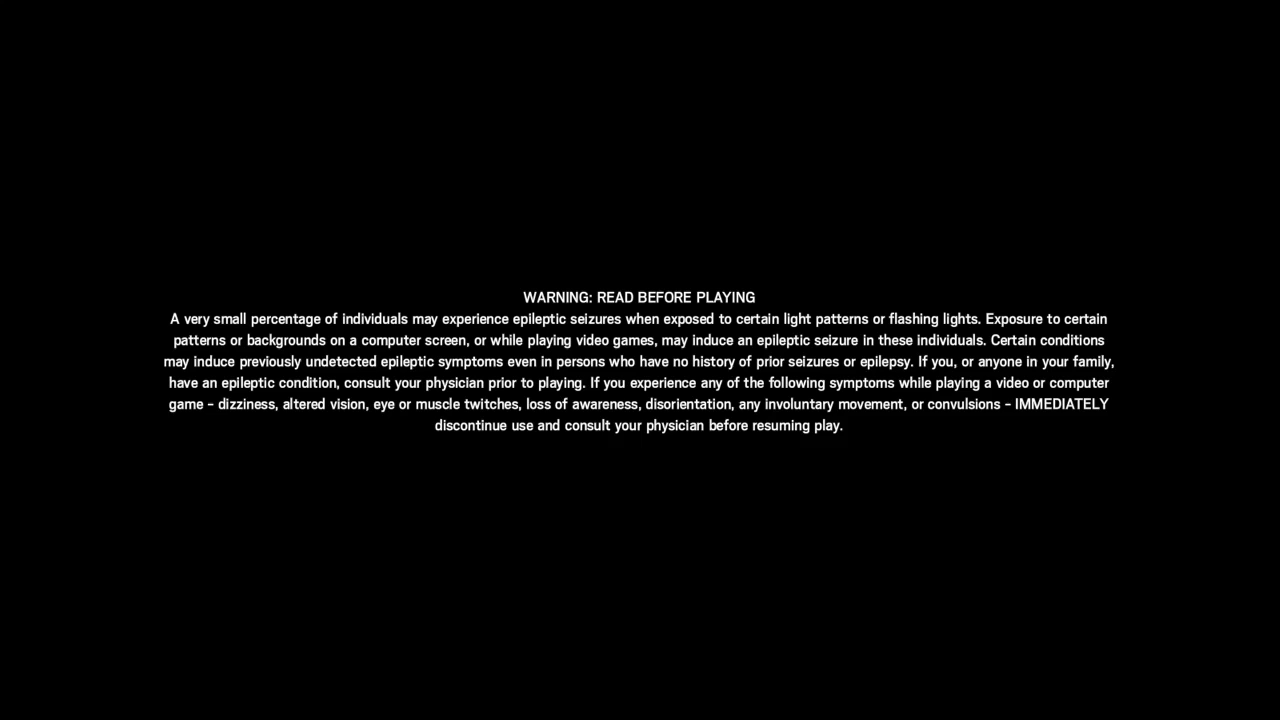 WARNING: READ BEFORE PLAYING
A very small percentage of individuals may experience epileptic seizures when exposed to certain light patterns or flashing lights. Exposure to certain
patterns or backgrounds on a computer screen, or while playing video games, may induce an epileptic seizure in these individuals. Certain conditions
may induce previously undetected epileptic symptoms even in persons who have no history of prior seizures or epilepsy. If you, or anyone in your family,
have an epileptic condition, consult your physician prior to playing. If you experience any of the following symptoms while playing a video or computer
game - dizziness, altered vision, eye or muscle twitches, loss of awareness, disorientation, any involuntary movement, or convulsions - IMMEDIATELY
discontinue use and consult your physician before resuming play.